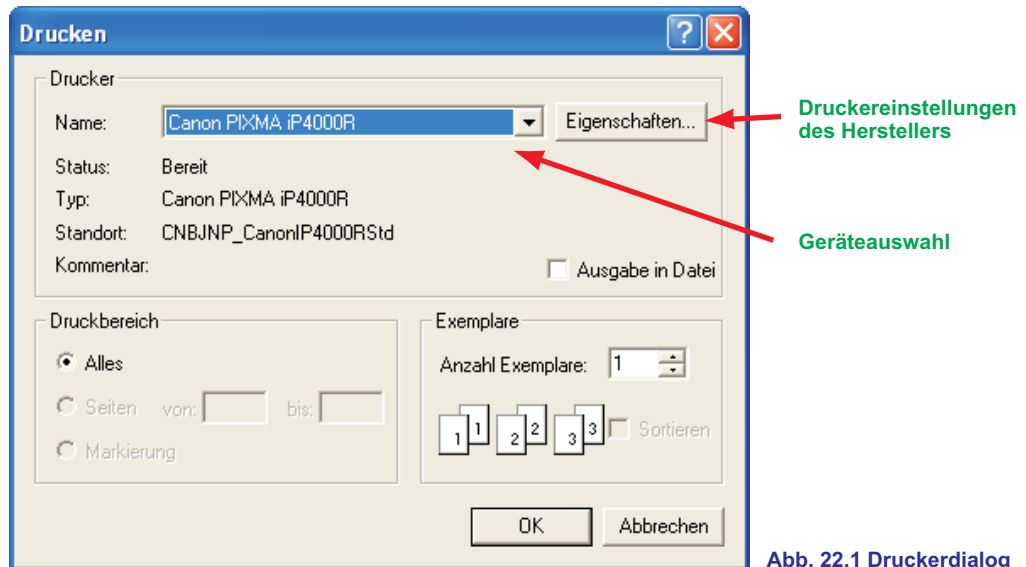 Drucken
Drucker
Name: Canon PIXMA iP4000R Eigenschaften...
Druckereinstellungen
des Herstellers
Status: Bereit
Typ: Canon PIXMA iP4000R
Standort: CNBJNP_CanonIP4000RStd
Geräteauswahl
Kommentar: Ausgabe in Datei
Druckbereich
Alles
Seiten von: bis:
Markierung
Exemplare
Anzahl Exemplare: 1
1 1 2 2 3 3 Sortieren
OK Abbrechen
Abb. 22.1 Druckerdialog